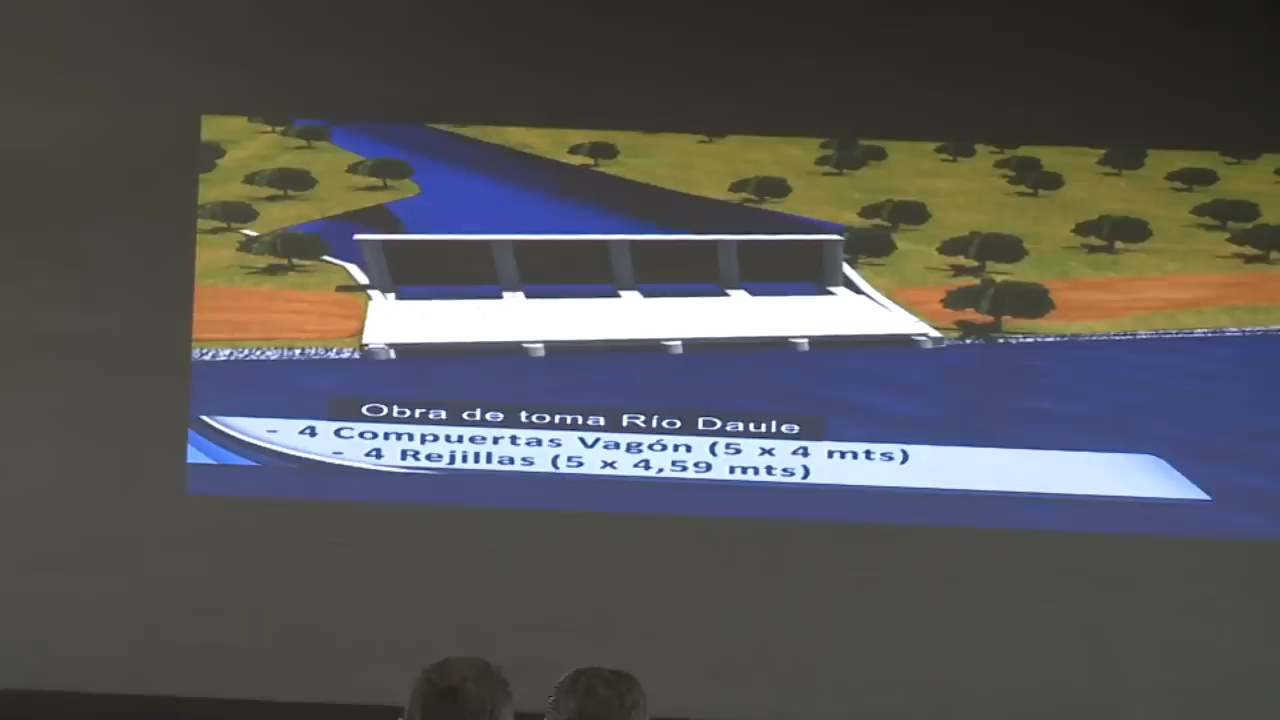 Obra de toma Río Daule
- 4 Compuertas Vagón (5 x 4 mts)
- 4 Rejillas (5 x 4,59 mts)